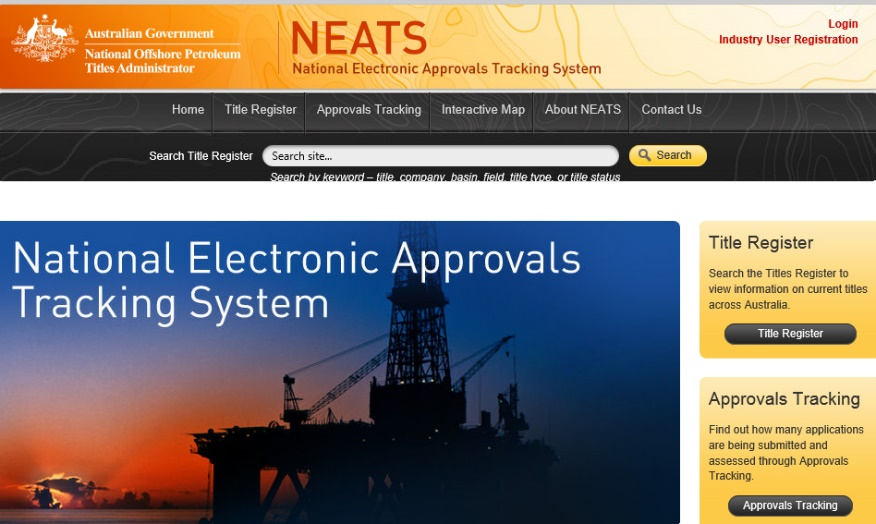 Australian Government
National Offshore Petroleum
Titles Administrator
NEATS
National Electronic Approvals Tracking System
Login
Industry User Registration
Home
Title Register
Approvals Tracking
Interactive Map
About NEATS
Contact Us
Search Title Register
Search site...
Search
Search by keyword – title, company, basin, field, title type, or title status
National Electronic Approvals
Tracking System
Title Register
Search the Titles Register to
view information on current titles
across Australia.
Title Register
Approvals Tracking
Find out how many applications
are being submitted and
assessed through Approvals
Tracking.
Approvals Tracking